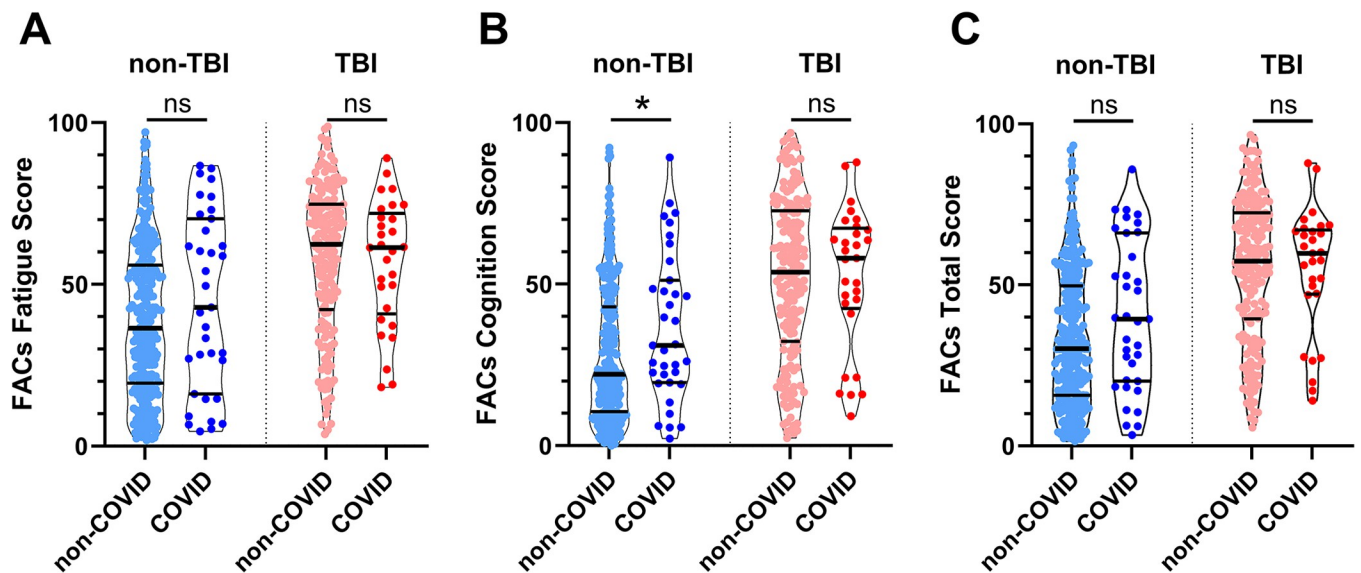 A
non-TBI
TBI
ns
ns
FACs Fatigue Score
100
50
0
non-COVID
COVID
non-COVID
COVID
B
non-TBI
TBI
*
ns
FACs Cognition Score
100
50
0
non-COVID
COVID
non-COVID
COVID
C
non-TBI
TBI
ns
ns
FACs Total Score
100
50
0
non-COVID
COVID
non-COVID
COVID